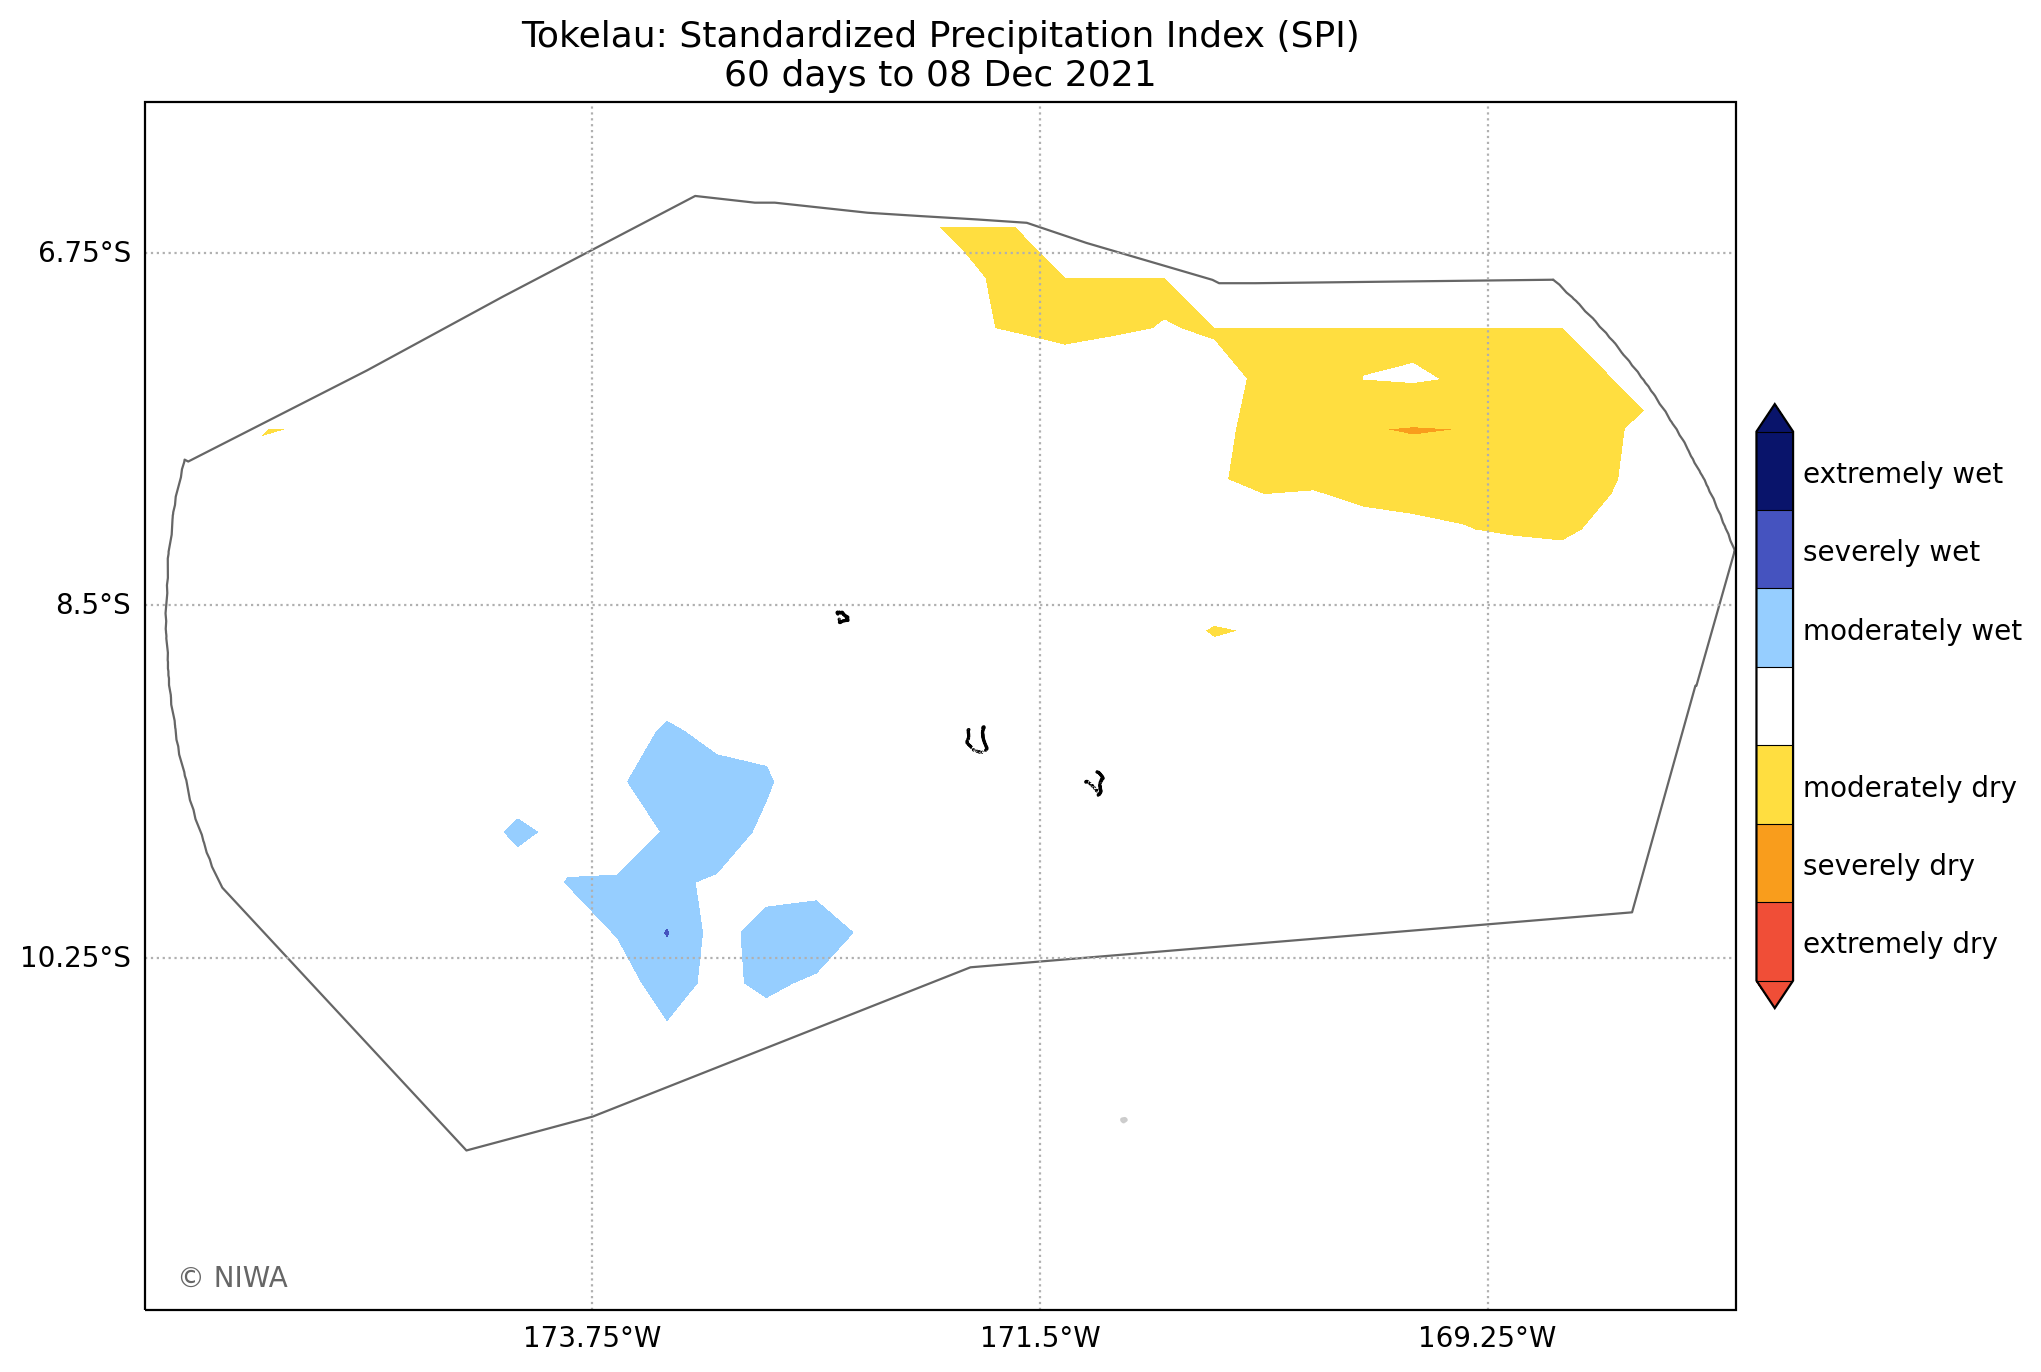 Tokelau: Standardized Precipitation Index (SPI)
60 days to 08 Dec 2021
6.75°S
8.5°S
10.25°S
173.75°W
171.5°W
169.25°W
extremely wet
severely wet
moderately wet
moderately dry
severely dry
extremely dry
© NIWA